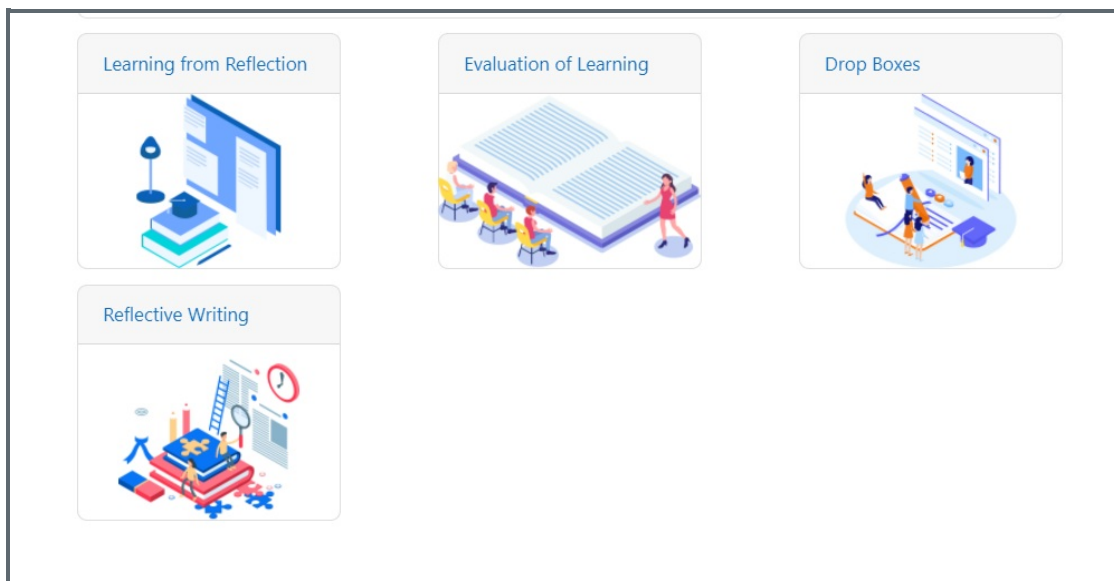 Learning from Reflection
Evaluation of Learning
Drop Boxes
Reflective Writing